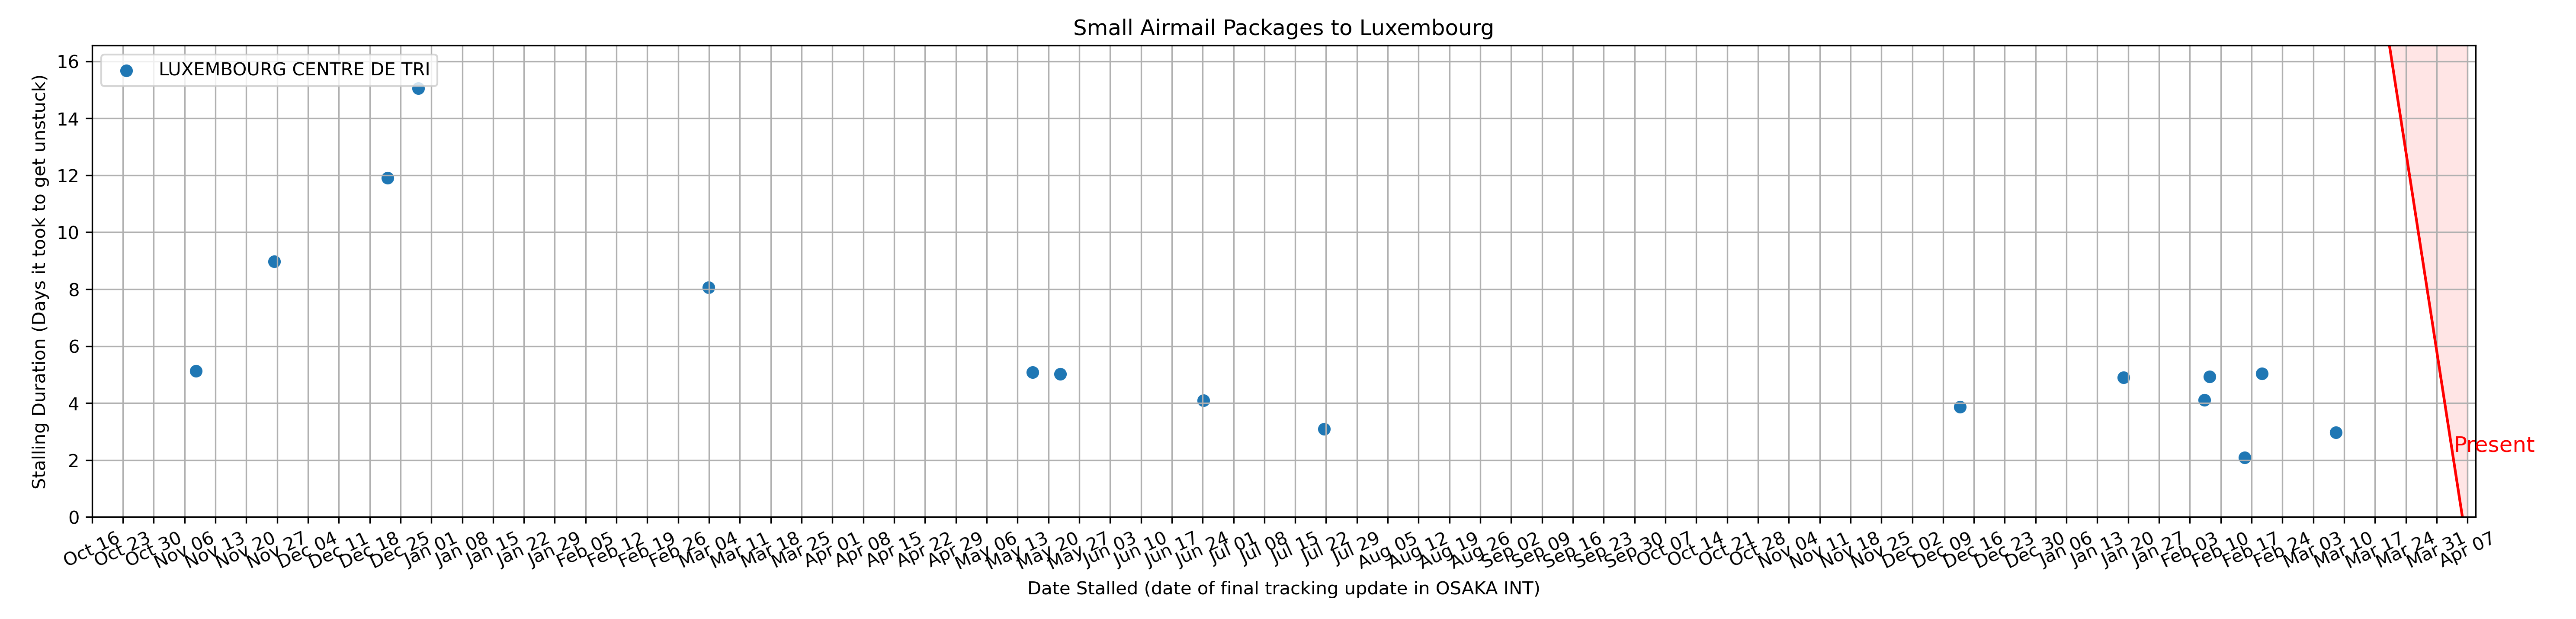 Small Airmail Packages to Luxembourg
LUXEMBOURG CENTRE DE TRI
Stalling Duration (Days it took to get unstuck)
16
14
12
10
8
6
4
2
0
Present
Oct 16 Oct 23 Oct 30 Nov 06 Nov 13 Nov 20 Nov 27 Dec 04 Dec 11 Dec 18 Dec 25 Jan 01 Jan 08 Jan 15 Jan 22 Jan 29 Feb 05 Feb 12 Feb 19 Feb 26 Mar 04 Mar 11 Mar 18 Mar 25 Apr 01 Apr 08 Apr 15 Apr 22 Apr 29 May 06 May 13 May 20 May 27 Jun 03 Jun 10 Jun 17 Jun 24 Jul 01 Jul 08 Jul 15 Jul 22 Jul 29 Aug 05 Aug 12 Aug 19 Aug 26 Sep 02 Sep 09 Sep 16 Sep 23 Sep 30 Oct 07 Oct 14 Oct 21 Oct 28 Nov 04 Nov 11 Nov 18 Nov 25 Dec 02 Dec 09 Dec 16 Dec 23 Dec 30 Jan 06 Jan 13 Jan 20 Jan 27 Feb 03 Feb 10 Feb 17 Feb 24 Mar 03 Mar 10 Mar 17 Mar 24 Mar 31 Apr 07
Date Stalled (date of final tracking update in OSAKA INT)